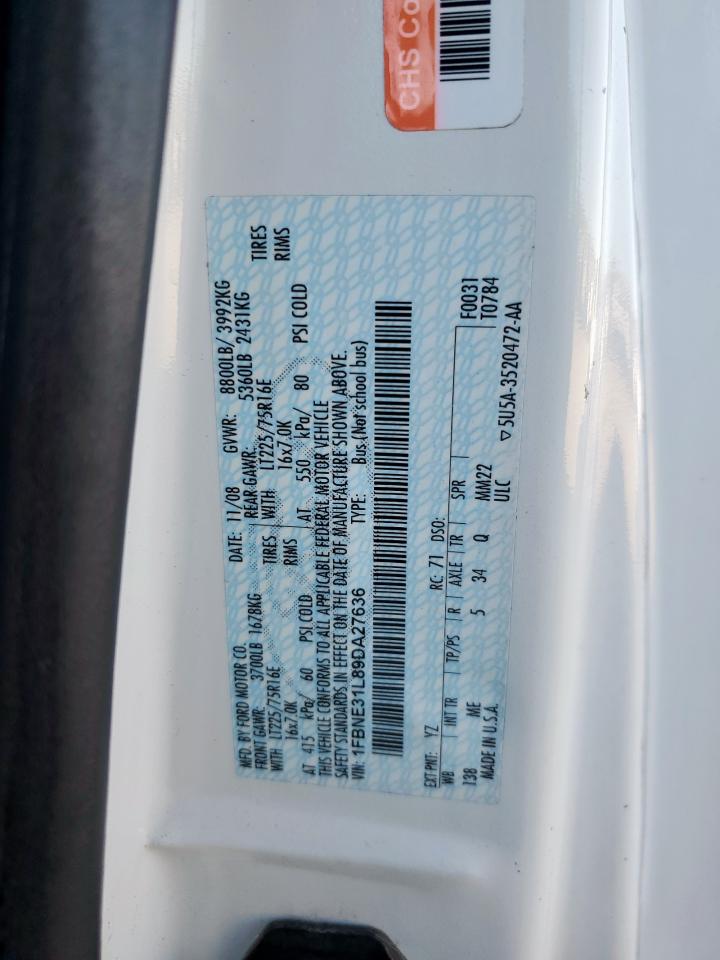 CHS Co
MFD. BY FORD MOTOR CO. DATE: 11/08 GVWR: 8800LB/ 3992KG
FRONT GAWR: 3700LB 1678KG REAR GAWR: 5360LB 2431KG
WITH LT225/75R16E TIRES WITH LT225/75R16E TIRES
16x7.0K RIMS 16x7.0K RIMS
AT 415 kPa/ 60 PSI COLD AT 550 kPa/ 80 PSI COLD
THIS VEHICLE CONFORMS TO ALL APPLICABLE FEDERAL MOTOR VEHICLE
SAFETY STANDARDS IN EFFECT ON THE DATE OF MANUFACTURE SHOWN ABOVE.
VIN: 1FBNE31L89DA27636 TYPE: Bus (Not school bus)
EXT PNT: YZ RC: 71 DSO: F0031
WB INT TR TP/PS R AXLE TR SPR T0784
138 ME 5 34 Q MM22
MADE IN U.S.A. ULC ▽5U5A-3520472-AA